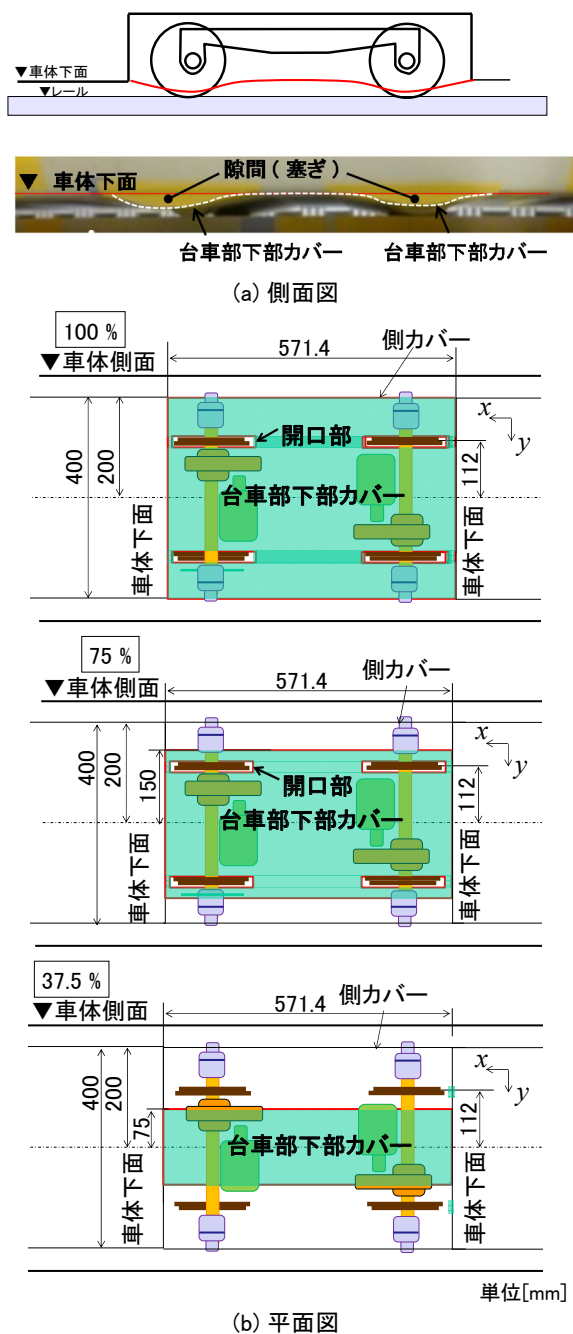 ▼車体下面
▼レール
▼ 車体下面
隙間(塞ぎ)
台車部下部カバー
台車部下部カバー
(a) 側面図
100 %
▼車体側面
571.4
側カバー
開口部
x
y
400
200
112
台車部下部カバー
車体下面
車体下面
75 %
▼車体側面
571.4
側カバー
開口部
x
y
400
200
150
112
台車部下部カバー
車体下面
車体下面
37.5 %
▼車体側面
571.4
側カバー
x
y
400
200
75
112
台車部下部カバー
車体下面
車体下面
単位[mm]
(b) 平面図